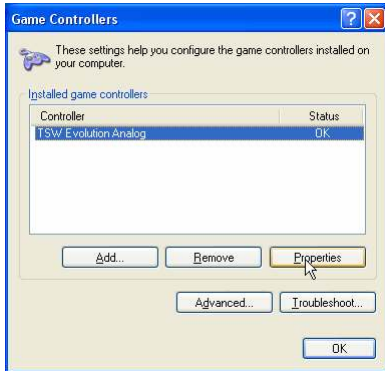 Game Controllers
These settings help you configure the game controllers installed on
your computer.
Installed game controllers
Controller Status
TSW Evolution Analog OK
Add... Remove Properties
Advanced... Troubleshoot...
OK